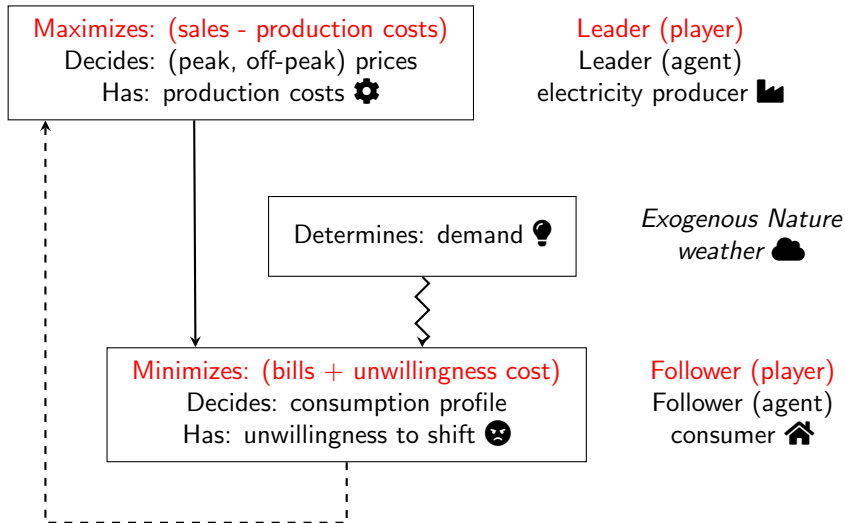 Maximizes: (sales - production costs)
Decides: (peak, off-peak) prices
Has: production costs
Leader (player)
Leader (agent)
electricity producer
Determines: demand
Exogenous Nature
weather
Minimizes: (bills + unwillingness cost)
Decides: consumption profile
Has: unwillingness to shift
Follower (player)
Follower (agent)
consumer